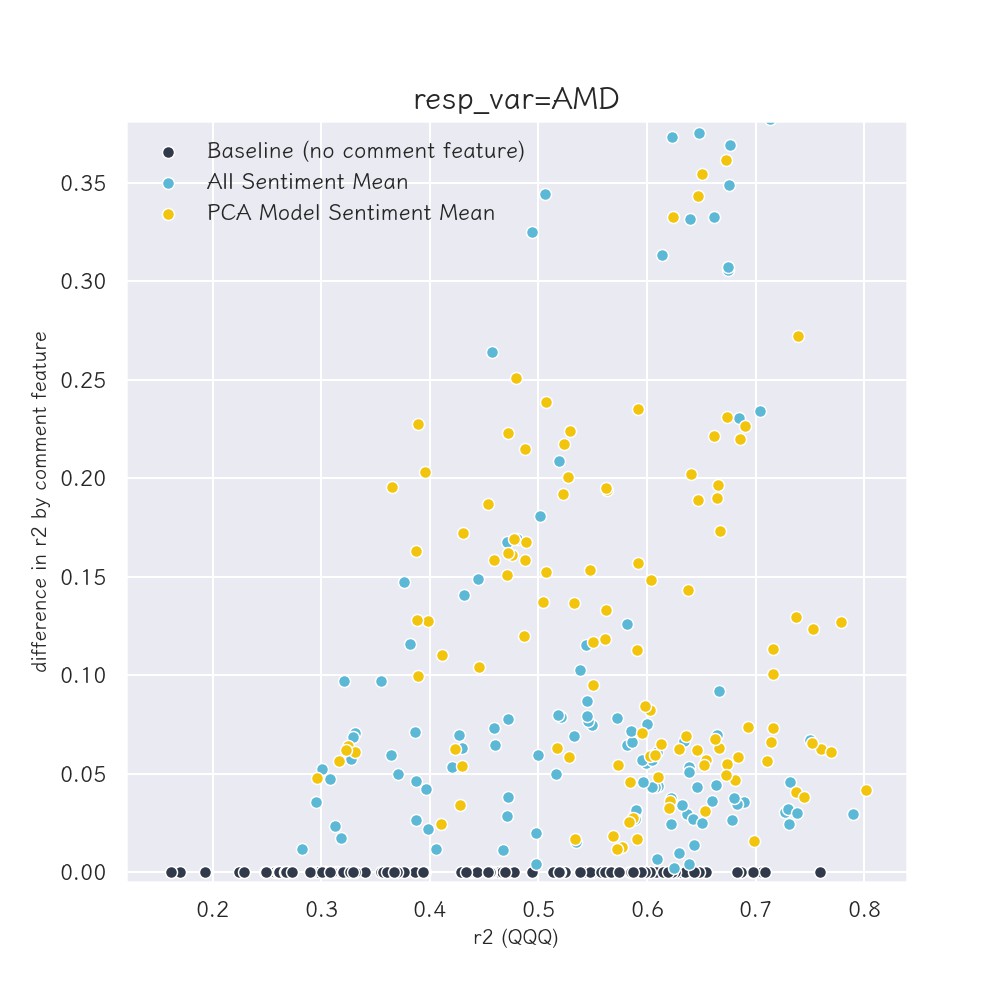 resp_var=AMD
Baseline (no comment feature)
All Sentiment Mean
PCA Model Sentiment Mean
difference in r2 by comment feature
0.35
0.30
0.25
0.20
0.15
0.10
0.05
0.00
0.2 0.3 0.4 0.5 0.6 0.7 0.8
r2 (QQQ)